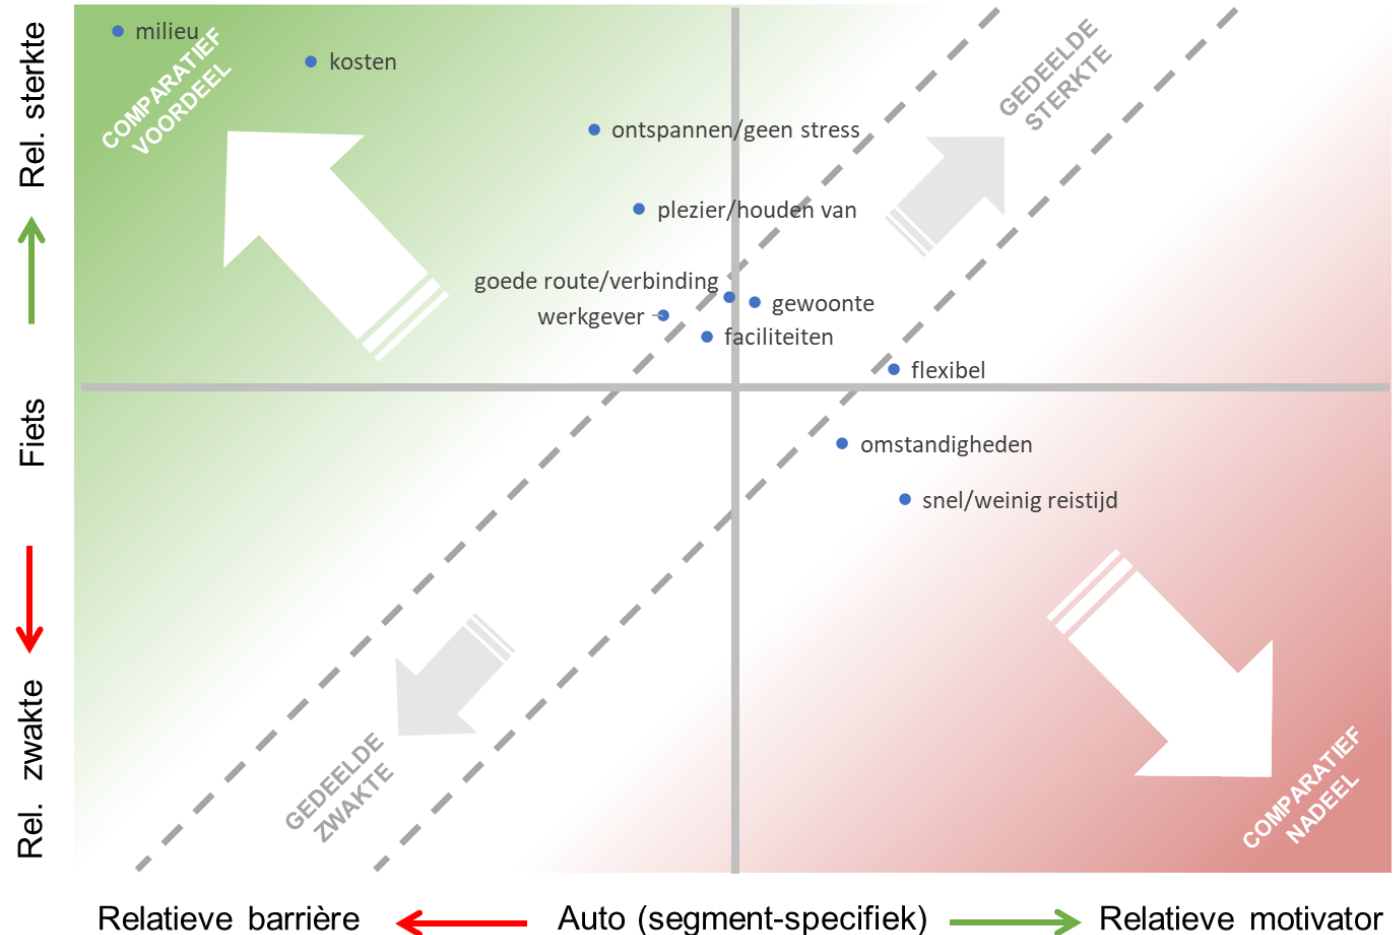 Rel. sterkte
Fiets
Rel. zwakte
milieu
COMPARATIEF
VOORDEEL
kosten
ontspannen/geen stress
GEDEELDE
STERKTE
plezier/houden van
goede route/verbinding
gewoonte
werkgever
faciliteiten
flexibel
omstandigheden
snel/weinig reistijd
GEDEELDE
ZWAKTE
COMPARATIEF
NADEEL
Relatieve barrière
Auto (segment-specifiek)
Relatieve motivator